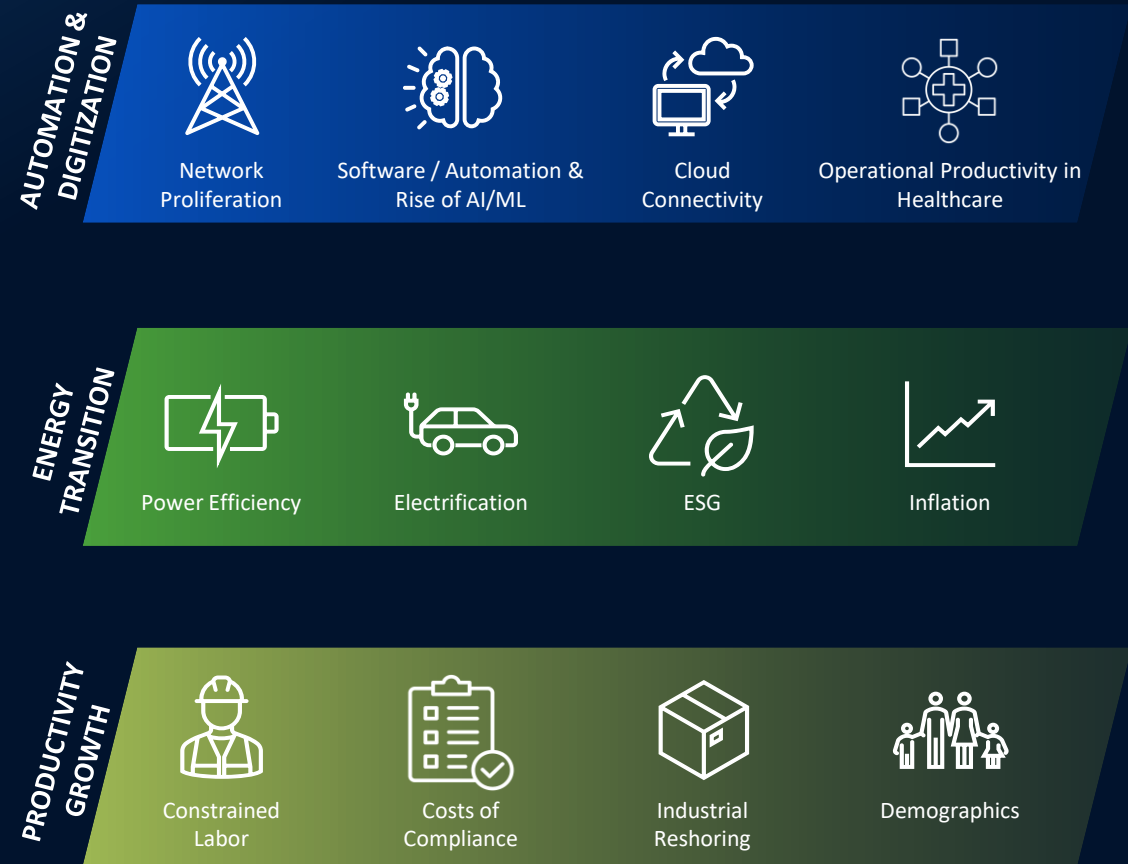 AUTOMATION &
DIGITIZATION
Network
Proliferation
Software / Automation &
Rise of AI/ML
Cloud
Connectivity
Operational Productivity in
Healthcare
ENERGY
TRANSITION
Power Efficiency
Electrification
ESG
Inflation
PRODUCTIVITY
GROWTH
Constrained
Labor
Costs of
Compliance
Industrial
Reshoring
Demographics